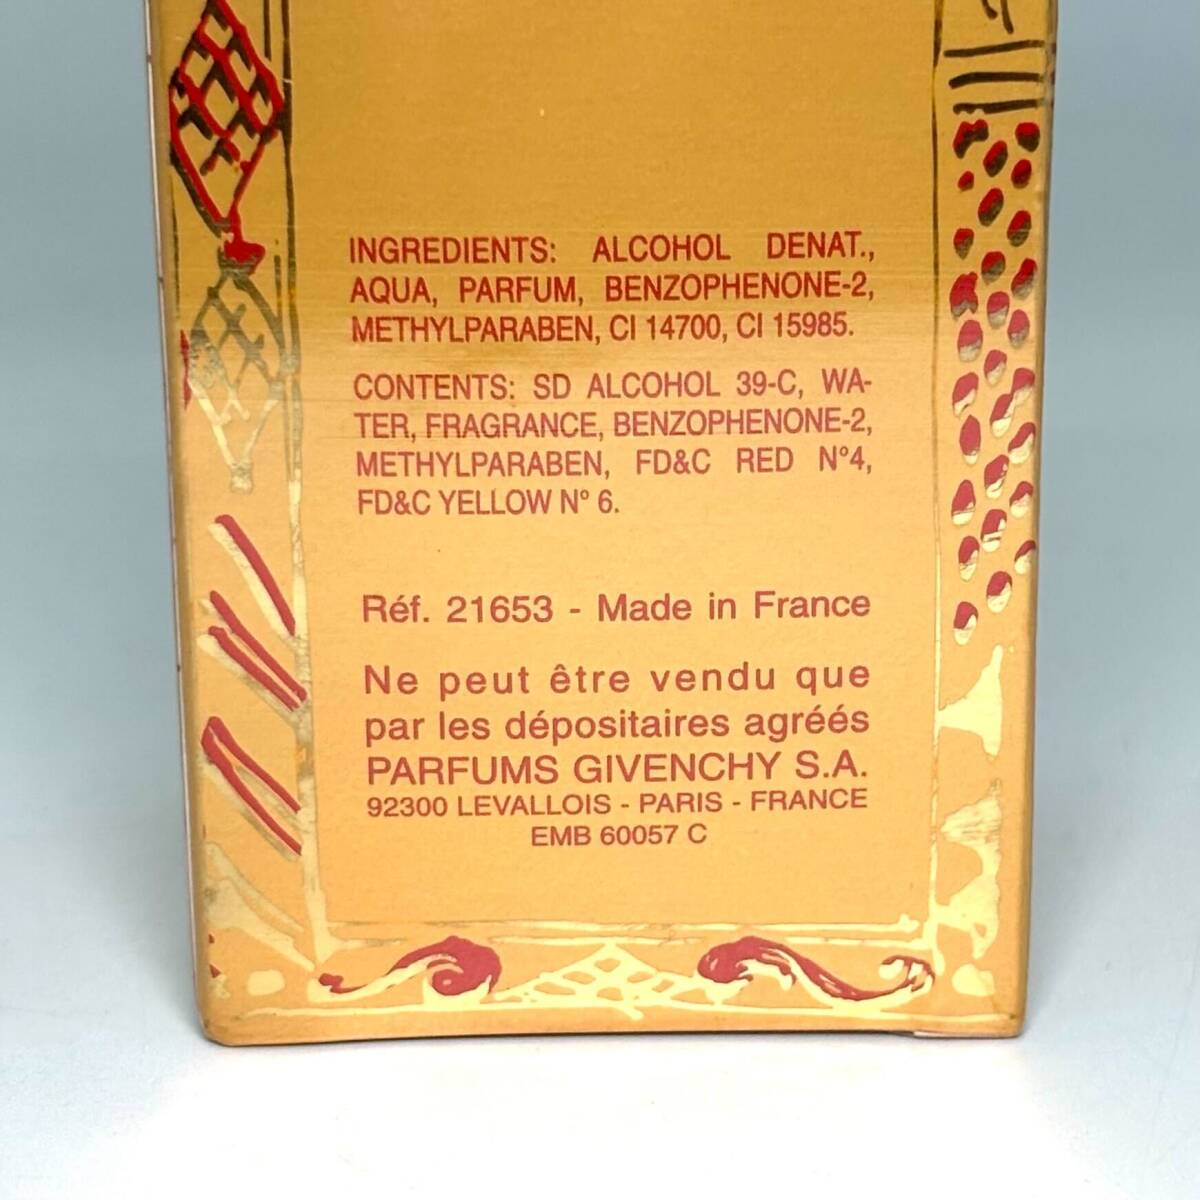 INGREDIENTS: ALCOHOL DENAT.,
AQUA, PARFUM, BENZOPHENONE-2,
METHYLPARABEN, CI 14700, CI 15985.
CONTENTS: SD ALCOHOL 39-C, WA-
TER, FRAGRANCE, BENZOPHENONE-2,
METHYLPARABEN, FD&C RED N°4,
FD&C YELLOW N° 6.
Réf. 21653 - Made in France
Ne peut être vendu que
par les dépositaires agréés
PARFUMS GIVENCHY S.A.
92300 LEVALLOIS - PARIS - FRANCE
EMB 60057 C